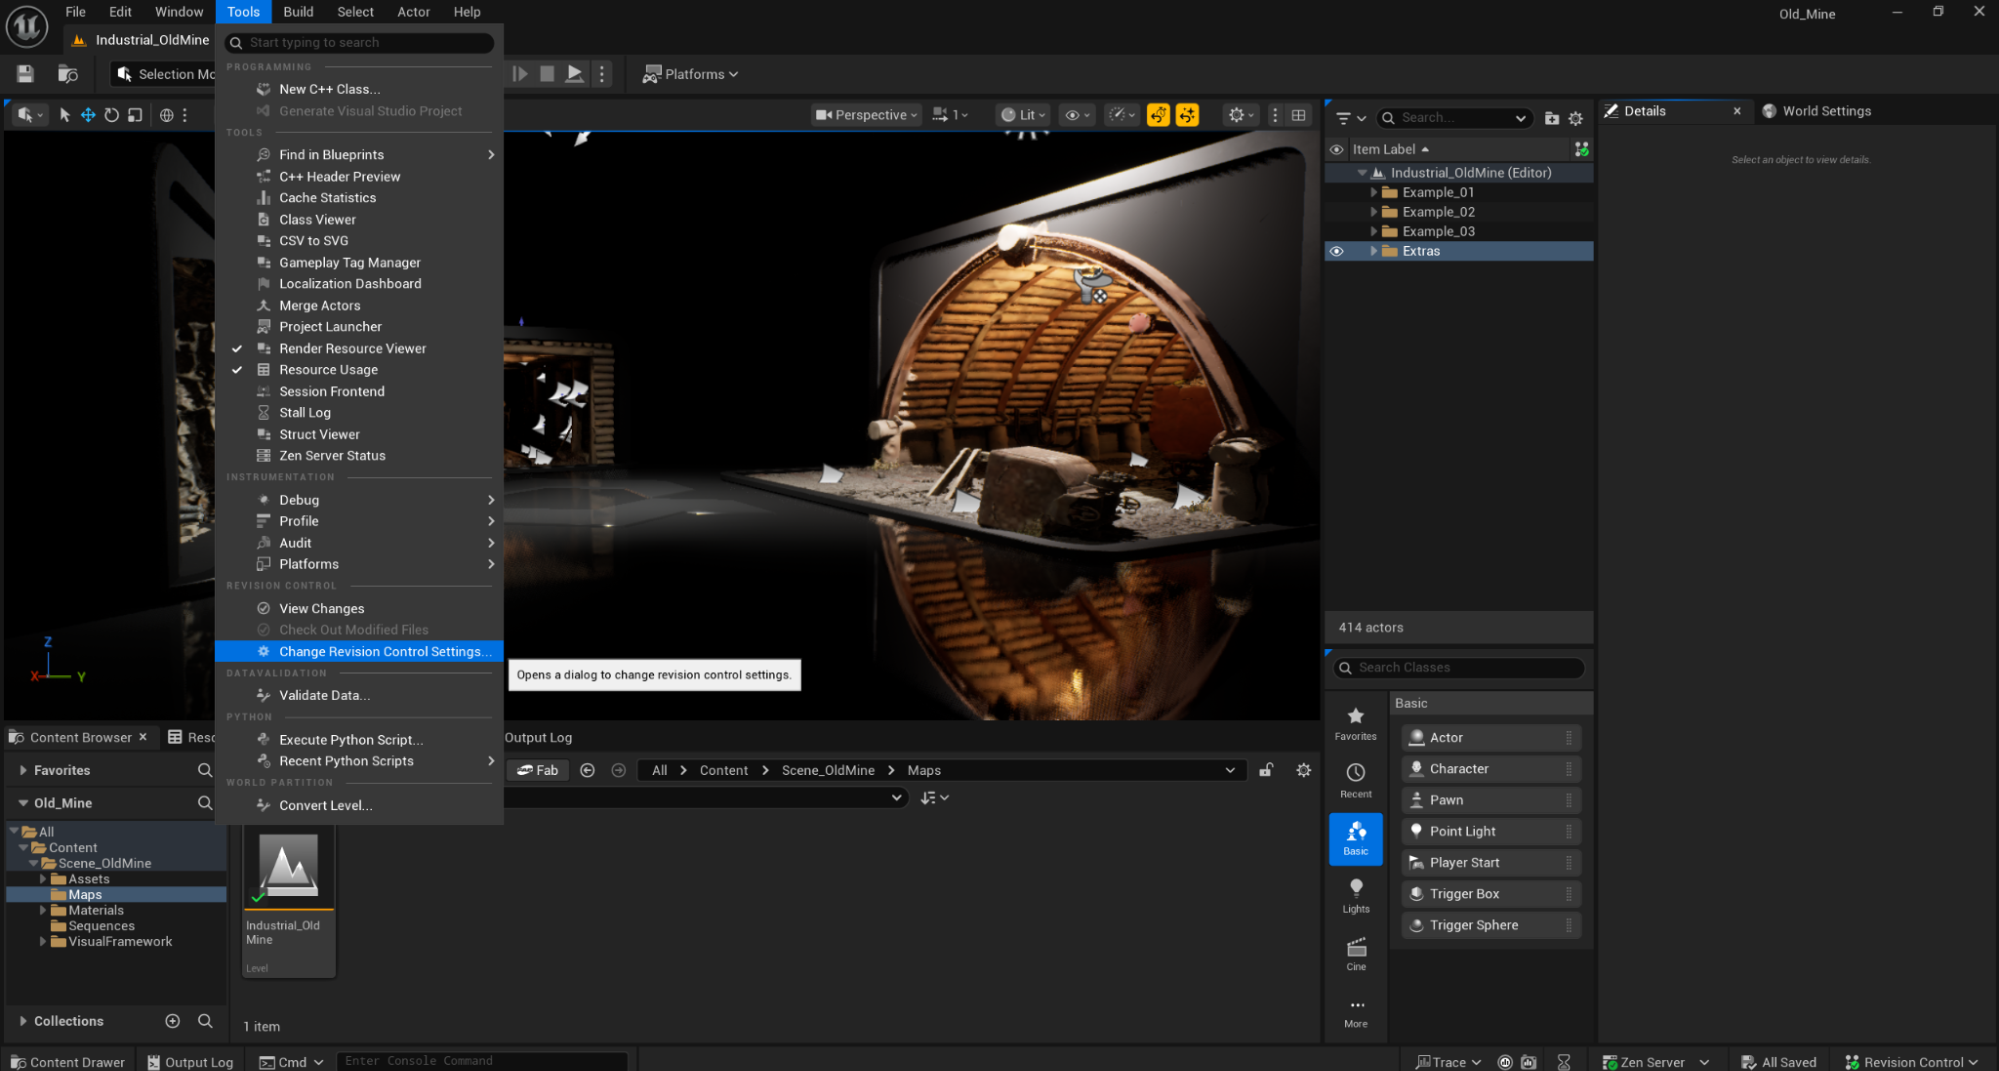 File Edit Window Tools Build Select Actor Help
Old_Mine
Industrial_OldMine
Start typing to search
Selection Mo
Platforms
PROGRAMMING
New C++ Class...
Generate Visual Studio Project
TOOLS
Find in Blueprints
C++ Header Preview
Cache Statistics
Class Viewer
CSV to SVG
Gameplay Tag Manager
Localization Dashboard
Merge Actors
Project Launcher
Render Resource Viewer
Resource Usage
Session Frontend
Stall Log
Struct Viewer
Zen Server Status
INSTRUMENTATION
Debug
Profile
Audit
Platforms
REVISION CONTROL
View Changes
Check Out Modified Files
Change Revision Control Settings...
DATAVALIDATION
Validate Data...
PYTHON
Execute Python Script...
Recent Python Scripts
WORLD PARTITION
Convert Level...
Opens a dialog to change revision control settings.
Perspective
1
Lit
Z
X
Y
Search...
Item Label
Industrial_OldMine (Editor)
Example_01
Example_02
Example_03
Extras
414 actors
Details
World Settings
Select an object to view details.
Search Classes
Favorites
Recent
Basic
Lights
Cine
More
Basic
Actor
Character
Pawn
Point Light
Player Start
Trigger Box
Trigger Sphere
Content Browser
Reso
Output Log
Favorites
Old_Mine
All
Content
Scene_OldMine
Assets
Maps
Materials
Sequences
VisualFramework
Collections
Fab
All > Content > Scene_OldMine > Maps
Industrial_Old
Mine
Level
1 item
Content Drawer
Output Log
Cmd
Enter Console Command
Trace
Zen Server
All Saved
Revision Control